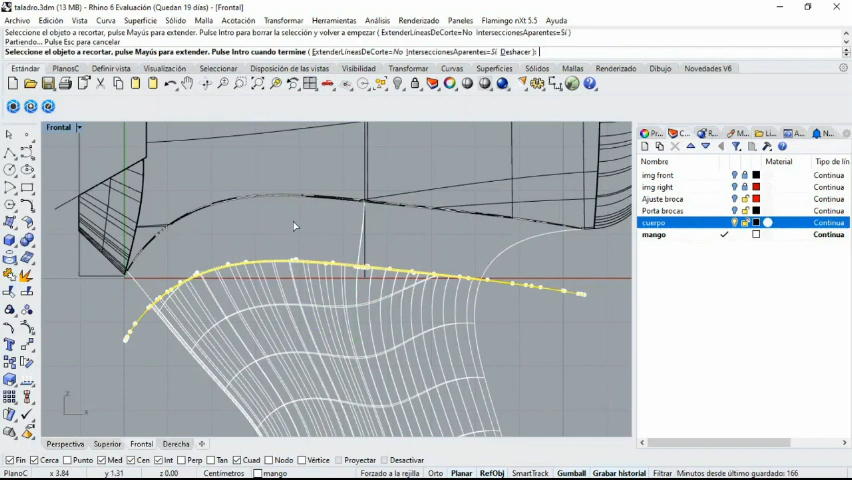 taladro.3dm (13 MB) - Rhino 6 Evaluación (Quedan 19 días) - [Frontal]
Archivo Edición Vista Curva Superficie Sólido Malla Acotación Transformar Herramientas Análisis Renderizado Paneles Flamingo nXt 5.5 Ayuda
Seleccione el objeto a recortar, pulse Mayús para extender. Pulse Intro para borrar la selección y volver a empezar ( ExtenderLíneasDeCorte=No InterseccionesAparentes=Sí )
Partiendo... Pulse Esc para cancelar
Seleccione el objeto a recortar, pulse Mayús para extender. Pulse Intro cuando termine ( ExtenderLíneasDeCorte=No InterseccionesAparentes=Sí Deshacer ):
Estándar PlanosC Definir vista Visualización Seleccionar Disposición de las vistas Visibilidad Transformar Curva Superficies Sólidos Mallas Renderizado Dibujo Novedades V6
Frontal
Pr... C... R... M... Li... A... N...
Nombre Material Tipo de lín
img front Continua
img right Continua
Ajuste broca Continua
Porta brocas Continua
cuerpo Continua
mango Continua
z
x
Perspectiva Superior Frontal Derecha
Fin Cerca Punto Med Cen Int Perp Tan Cuad Nodo Vértice Proyectar Desactivar
PlanoC x 3.84 y 1.31 z 0.00 Centímetros mango Forzado a la rejilla Orto Planar RefObj SmartTrack Gumball Grabar historial Filtrar Minutos desde último guardado: 166